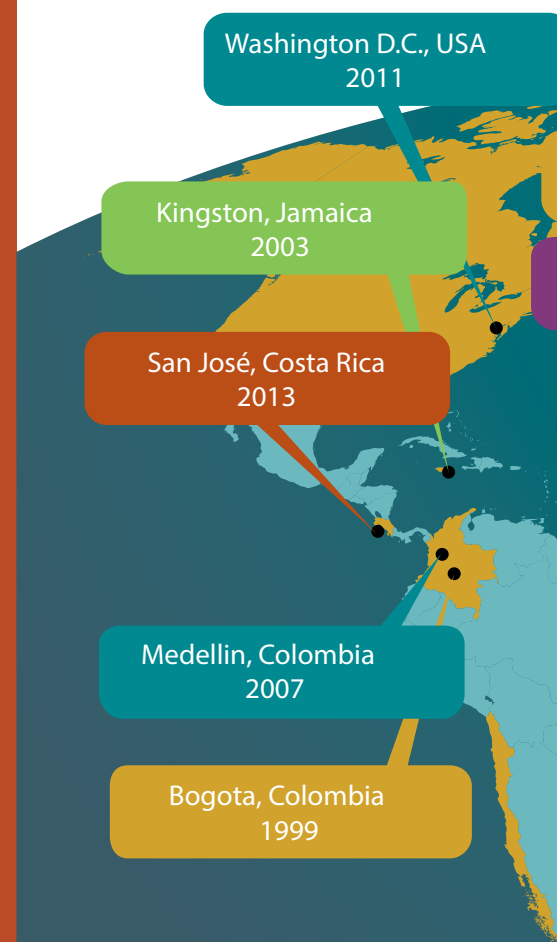 Washington D.C., USA
2011
Kingston, Jamaica
2003
San José, Costa Rica
2013
Medellin, Colombia
2007
Bogota, Colombia
1999